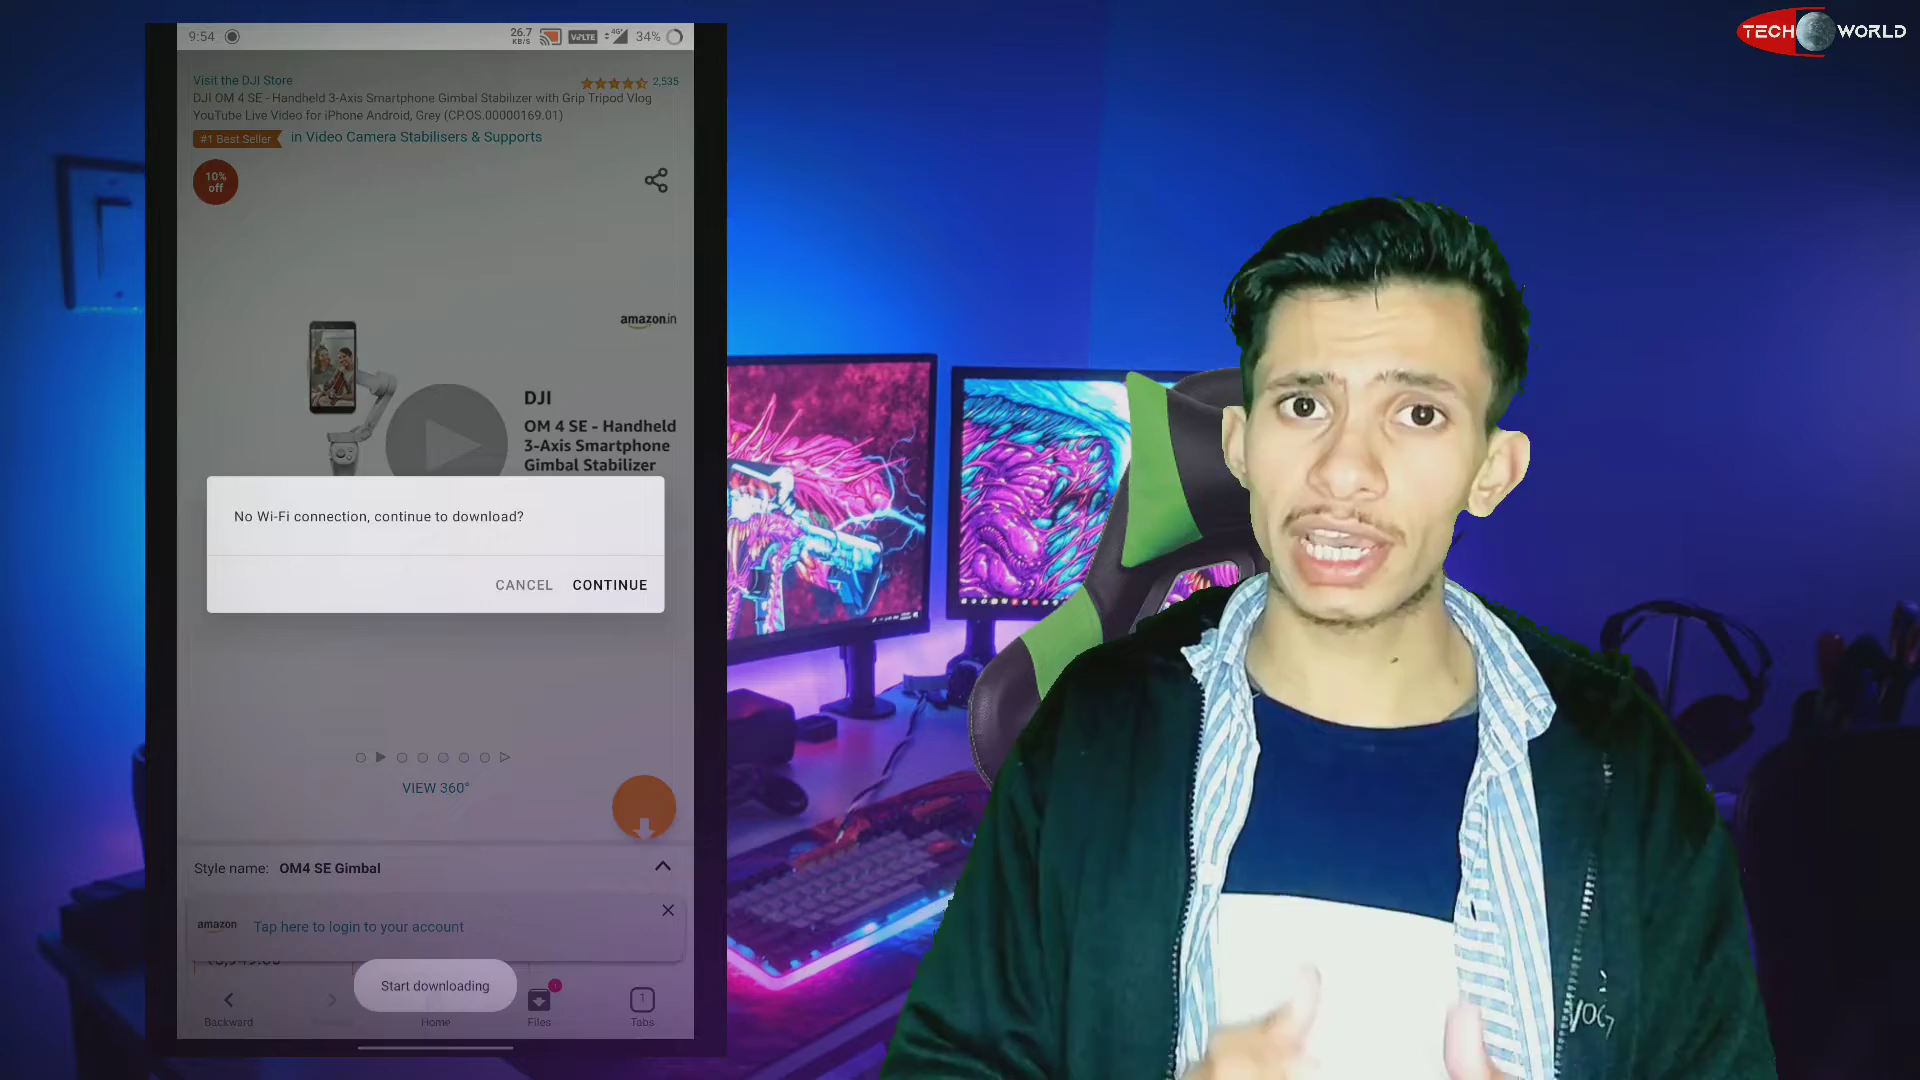 9:54
26.7
KB/S
VoLTE
4G+
34%
TECH WORLD
Visit the DJI Store
2,535
DJI OM 4 SE - Handheld 3-Axis Smartphone Gimbal Stabilizer with Grip Tripod Vlog
YouTube Live Video for iPhone Android, Grey (CP.OS.00000169.01)
#1 Best Seller
in Video Camera Stabilisers & Supports
10%
off
amazon.in
DJI
OM 4 SE - Handheld
3-Axis Smartphone
Gimbal Stabilizer
No Wi-Fi connection, continue to download?
CANCEL
CONTINUE
VIEW 360°
Style name: OM4 SE Gimbal
amazon
Tap here to login to your account
Start downloading
1
1
Backward
Home
Files
Tabs